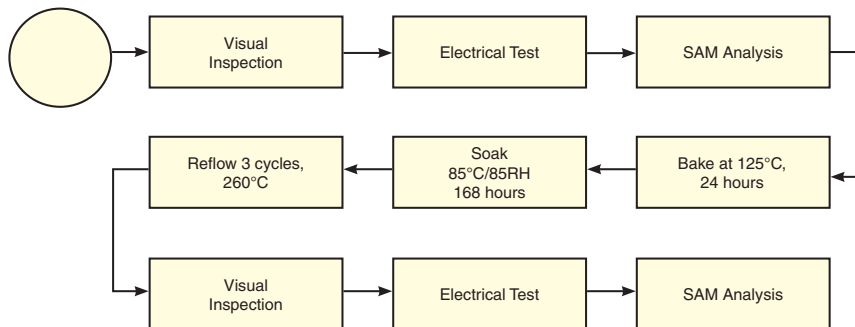 Visual
Inspection
Electrical Test
SAM Analysis
Bake at 125°C,
24 hours
Soak
85°C/85RH
168 hours
Reflow 3 cycles,
260°C
Visual
Inspection
Electrical Test
SAM Analysis